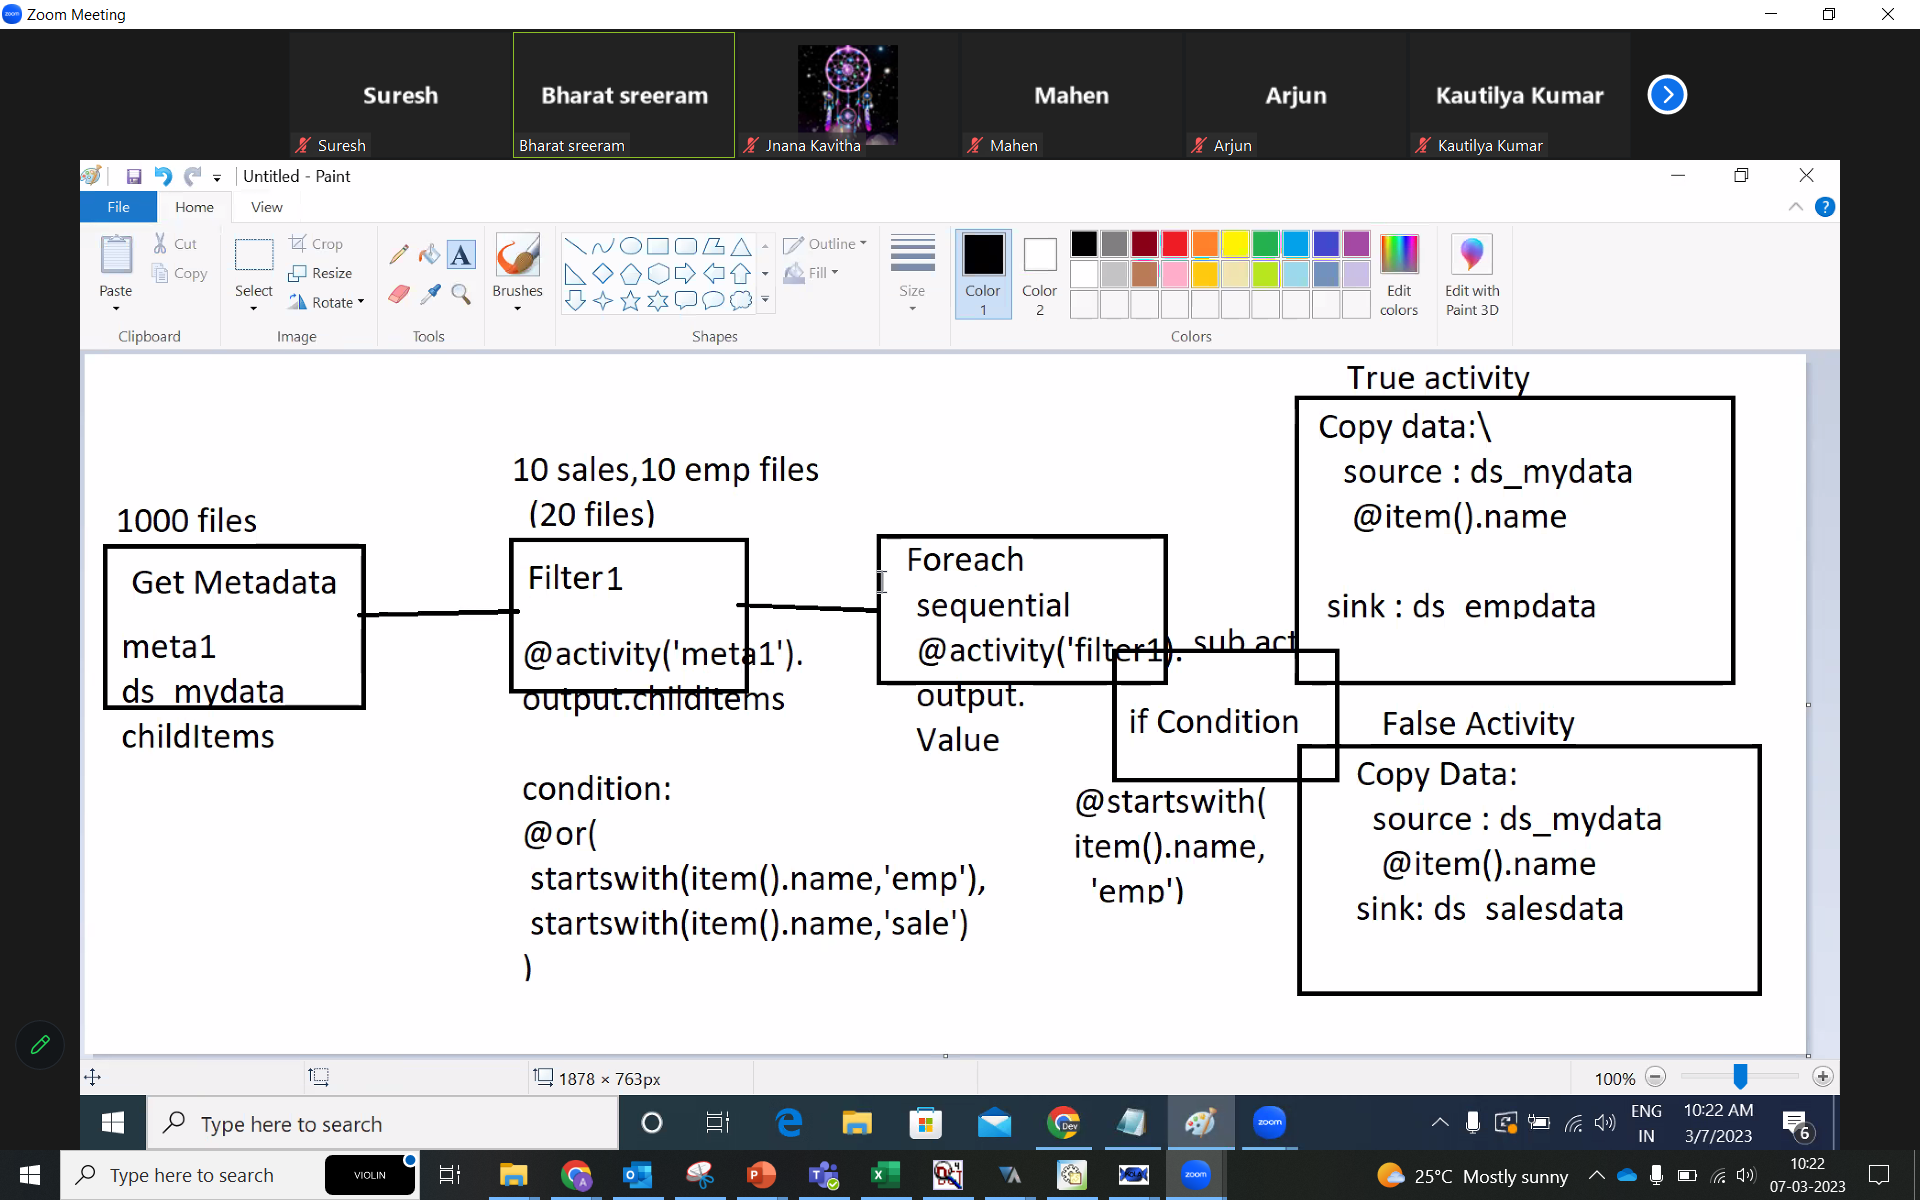 Zoom Meeting
Suresh
Bharat sreeram
Mahen
Arjun
Kautilya Kumar
Suresh
Bharat sreeram
Jnana Kavitha
Mahen
Arjun
Kautilya Kumar
Untitled - Paint
File
Home
View
Paste
Cut
Copy
Clipboard
Select
Crop
Resize
Rotate
Image
A
Tools
Brushes
Outline
Fill
Shapes
Size
Color
1
Color
2
Edit
colors
Colors
Edit with
Paint 3D
1000 files
Get Metadata
meta1
ds_mydata
childItems
10 sales,10 emp files
(20 files)
Filter1
@activity('meta1').
output.childItems
condition:
@or(
startswith(item().name,'emp'),
startswith(item().name,'sale')
)
Foreach
sequential
@activity('filter1').
output.
Value
sub act
if Condition
@startswith(
item().name,
'emp')
True activity
Copy data:\
source : ds_mydata
@item().name
sink : ds_empdata
False Activity
Copy Data:
source : ds_mydata
@item().name
sink: ds_salesdata
1878 × 763px
100%
Type here to search
Dev
zoom
ENG
IN
10:22 AM
3/7/2023
6
Type here to search
VIOLIN
zoom
25°C Mostly sunny
10:22
07-03-2023